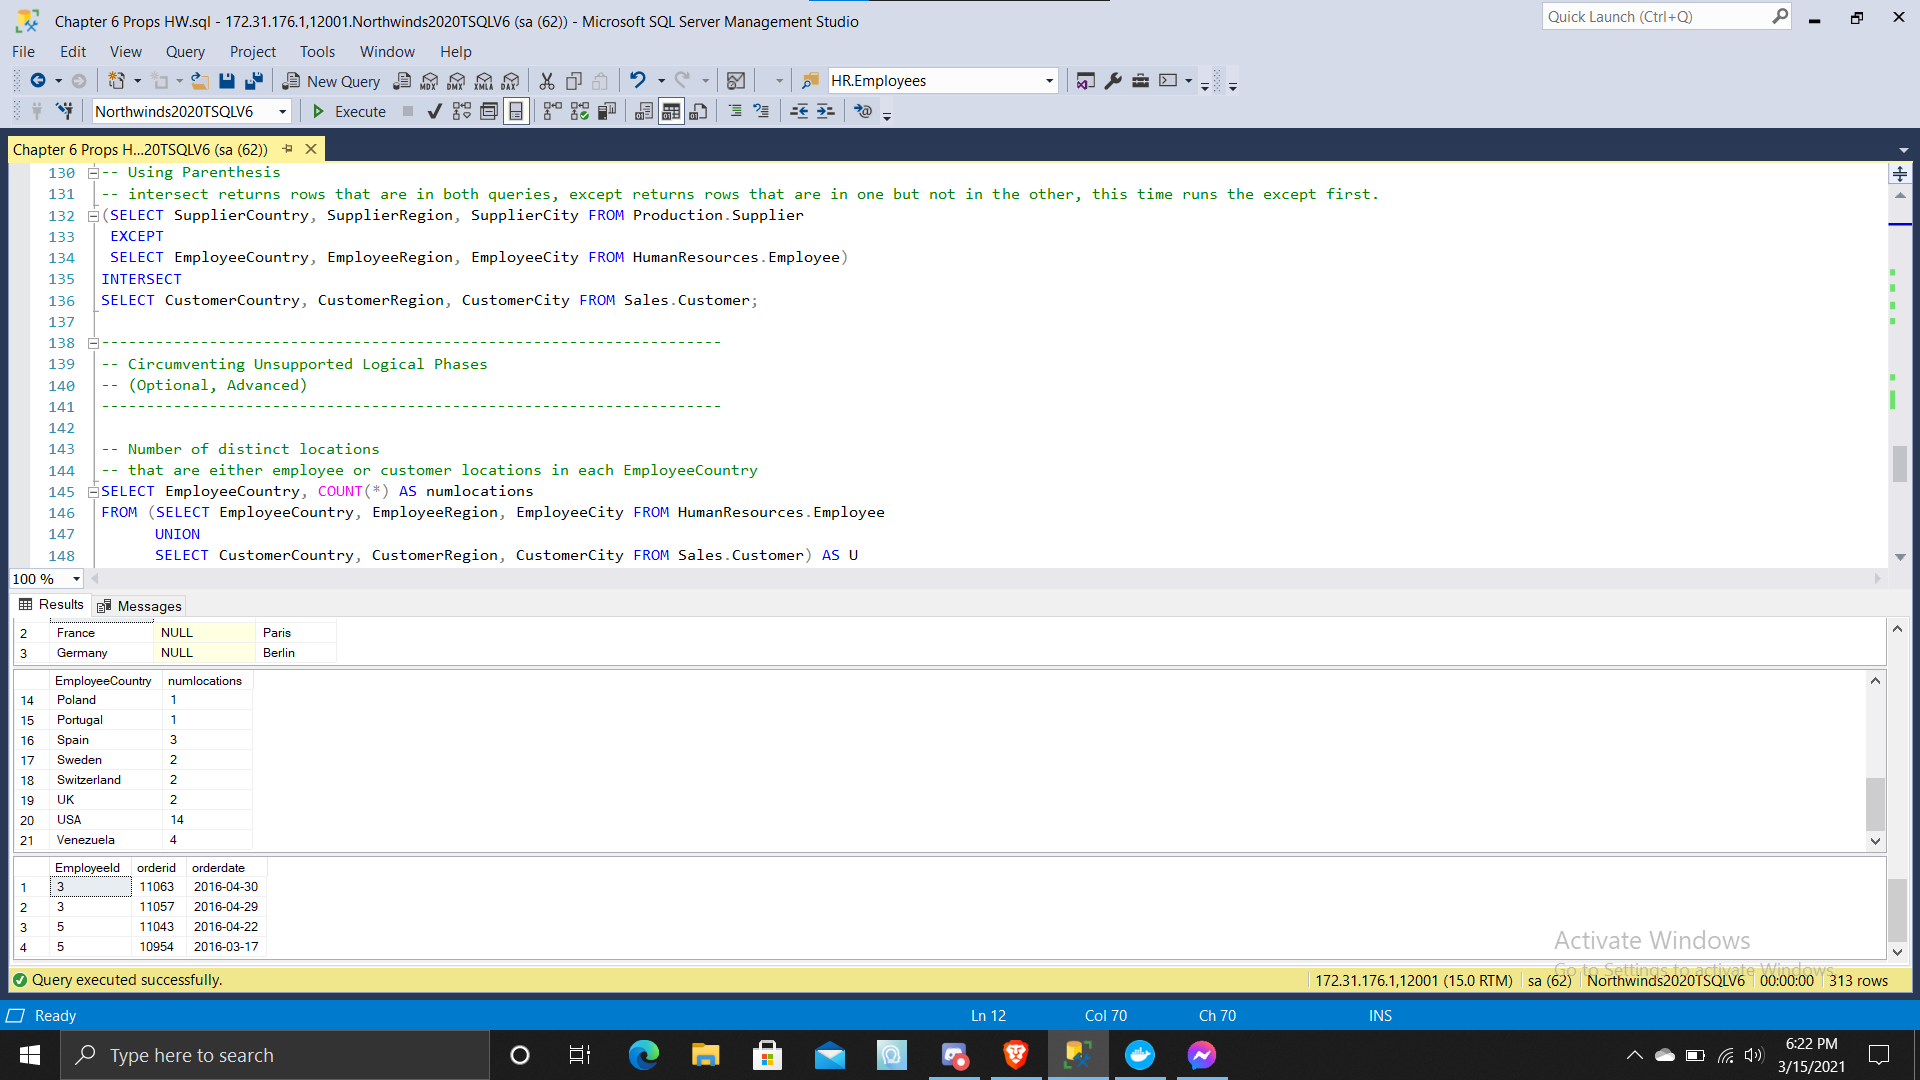 Chapter 6 Props HW.sql - 172.31.176.1,12001.Northwinds2020TSQLV6 (sa (62)) - Microsoft SQL Server Management Studio
Quick Launch (Ctrl+Q)
File Edit View Query Project Tools Window Help
New Query MDX DMX XMLA DAX HR.Employees
Northwinds2020TSQLV6 Execute
Chapter 6 Props H...20TSQLV6 (sa (62))
130 -- Using Parenthesis
131 -- intersect returns rows that are in both queries, except returns rows that are in one but not in the other, this time runs the except first.
132 (SELECT SupplierCountry, SupplierRegion, SupplierCity FROM Production.Supplier
133 EXCEPT
134 SELECT EmployeeCountry, EmployeeRegion, EmployeeCity FROM HumanResources.Employee)
135 INTERSECT
136 SELECT CustomerCountry, CustomerRegion, CustomerCity FROM Sales.Customer;
137
138 ---------------------------------------------------------------------
139 -- Circumventing Unsupported Logical Phases
140 -- (Optional, Advanced)
141 ---------------------------------------------------------------------
142
143 -- Number of distinct locations
144 -- that are either employee or customer locations in each EmployeeCountry
145 SELECT EmployeeCountry, COUNT(*) AS numlocations
146 FROM (SELECT EmployeeCountry, EmployeeRegion, EmployeeCity FROM HumanResources.Employee
147 UNION
148 SELECT CustomerCountry, CustomerRegion, CustomerCity FROM Sales.Customer) AS U
100 %
Results Messages
2 France NULL Paris
3 Germany NULL Berlin
EmployeeCountry numlocations
14 Poland 1
15 Portugal 1
16 Spain 3
17 Sweden 2
18 Switzerland 2
19 UK 2
20 USA 14
21 Venezuela 4
EmployeeId orderid orderdate
1 3 11063 2016-04-30
2 3 11057 2016-04-29
3 5 11043 2016-04-22
4 5 10954 2016-03-17
Activate Windows
Go to Settings to activate Windows.
Query executed successfully. 172.31.176.1,12001 (15.0 RTM) sa (62) Northwinds2020TSQLV6 00:00:00 313 rows
Ready Ln 12 Col 70 Ch 70 INS
Type here to search
6:22 PM
3/15/2021